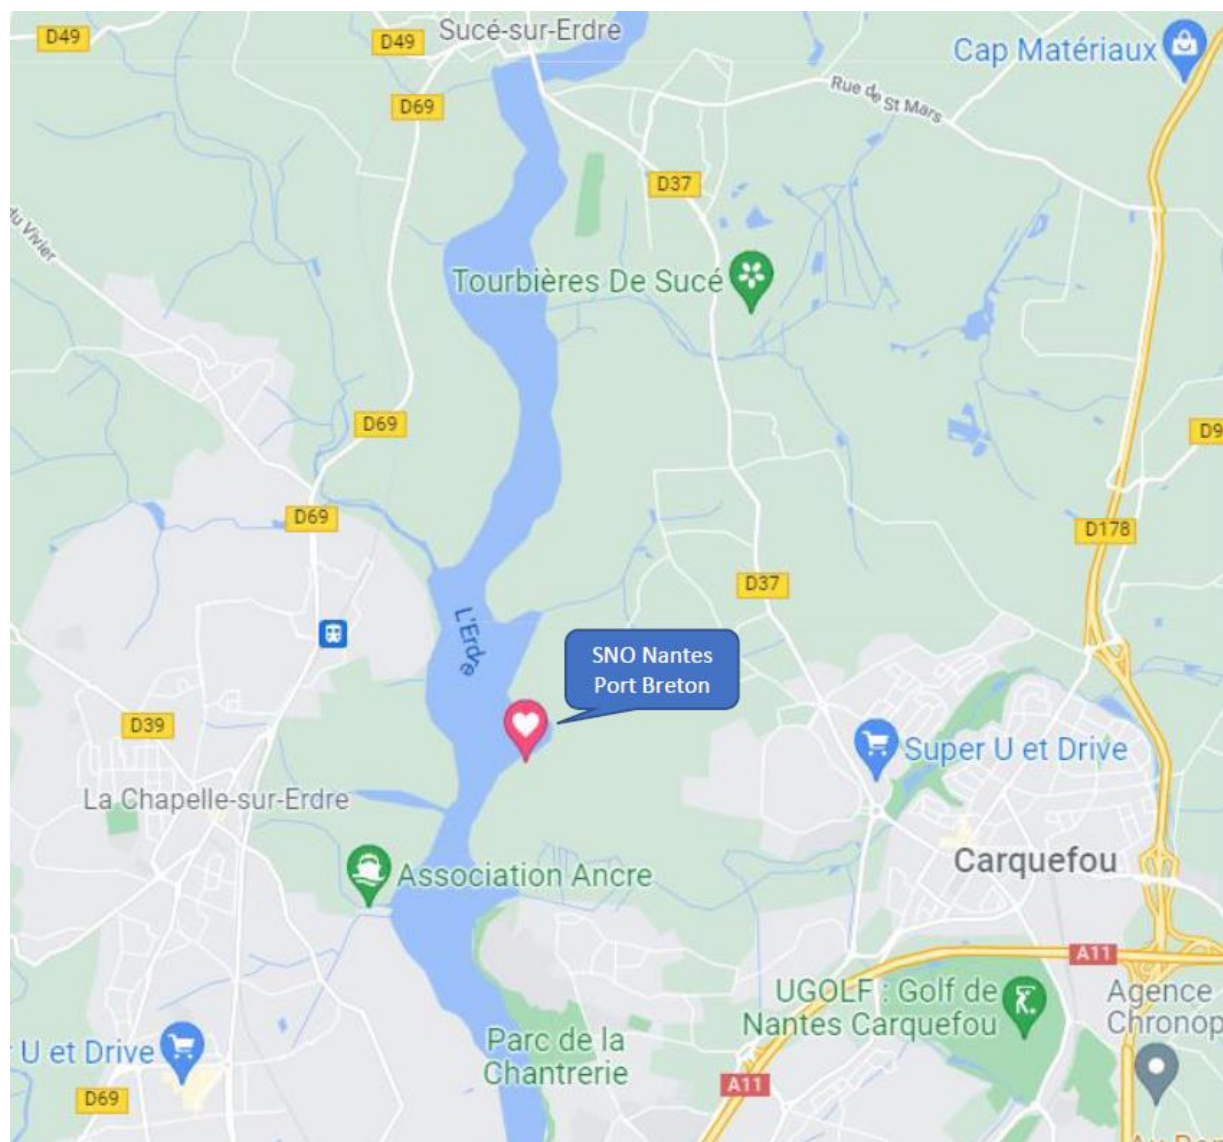 D49
D49
Sucé-sur-Erdre
Cap Matériaux
Rue de St Mars
D69
D37
du Vivier
Tourbières De Sucé
D69
D9
D69
D178
D37
L'Erdre
SNO Nantes
Port Breton
D39
Super U et Drive
La Chapelle-sur-Erdre
Association Ancre
Carquefou
A11
UGOLF : Golf de
Nantes Carquefou
Agence
Chronop
Parc de la
Chantrerie
U et Drive
A11
D69